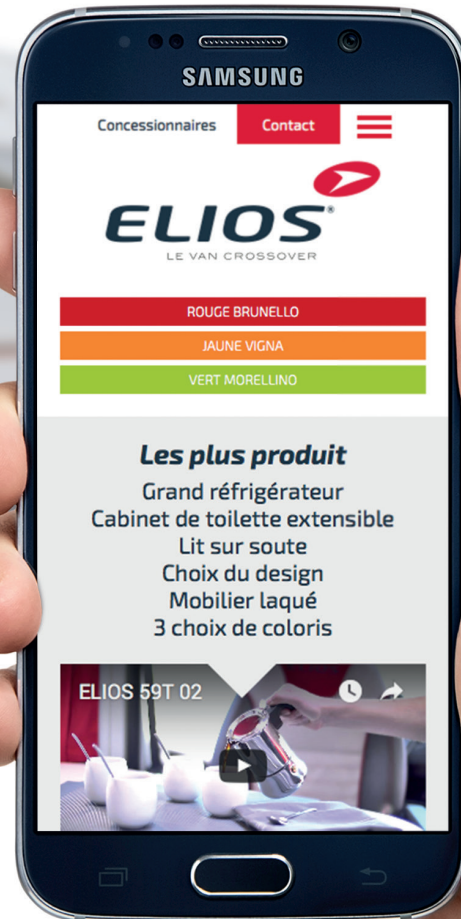 SAMSUNG
Concessionnaires
Contact
ELIOS®
LE VAN CROSSOVER
ROUGE BRUNELLO
JAUNE VIGNA
VERT MORELLINO
Les plus produit
Grand réfrigérateur
Cabinet de toilette extensible
Lit sur soute
Choix du design
Mobilier laqué
3 choix de coloris
ELIOS 59T 02